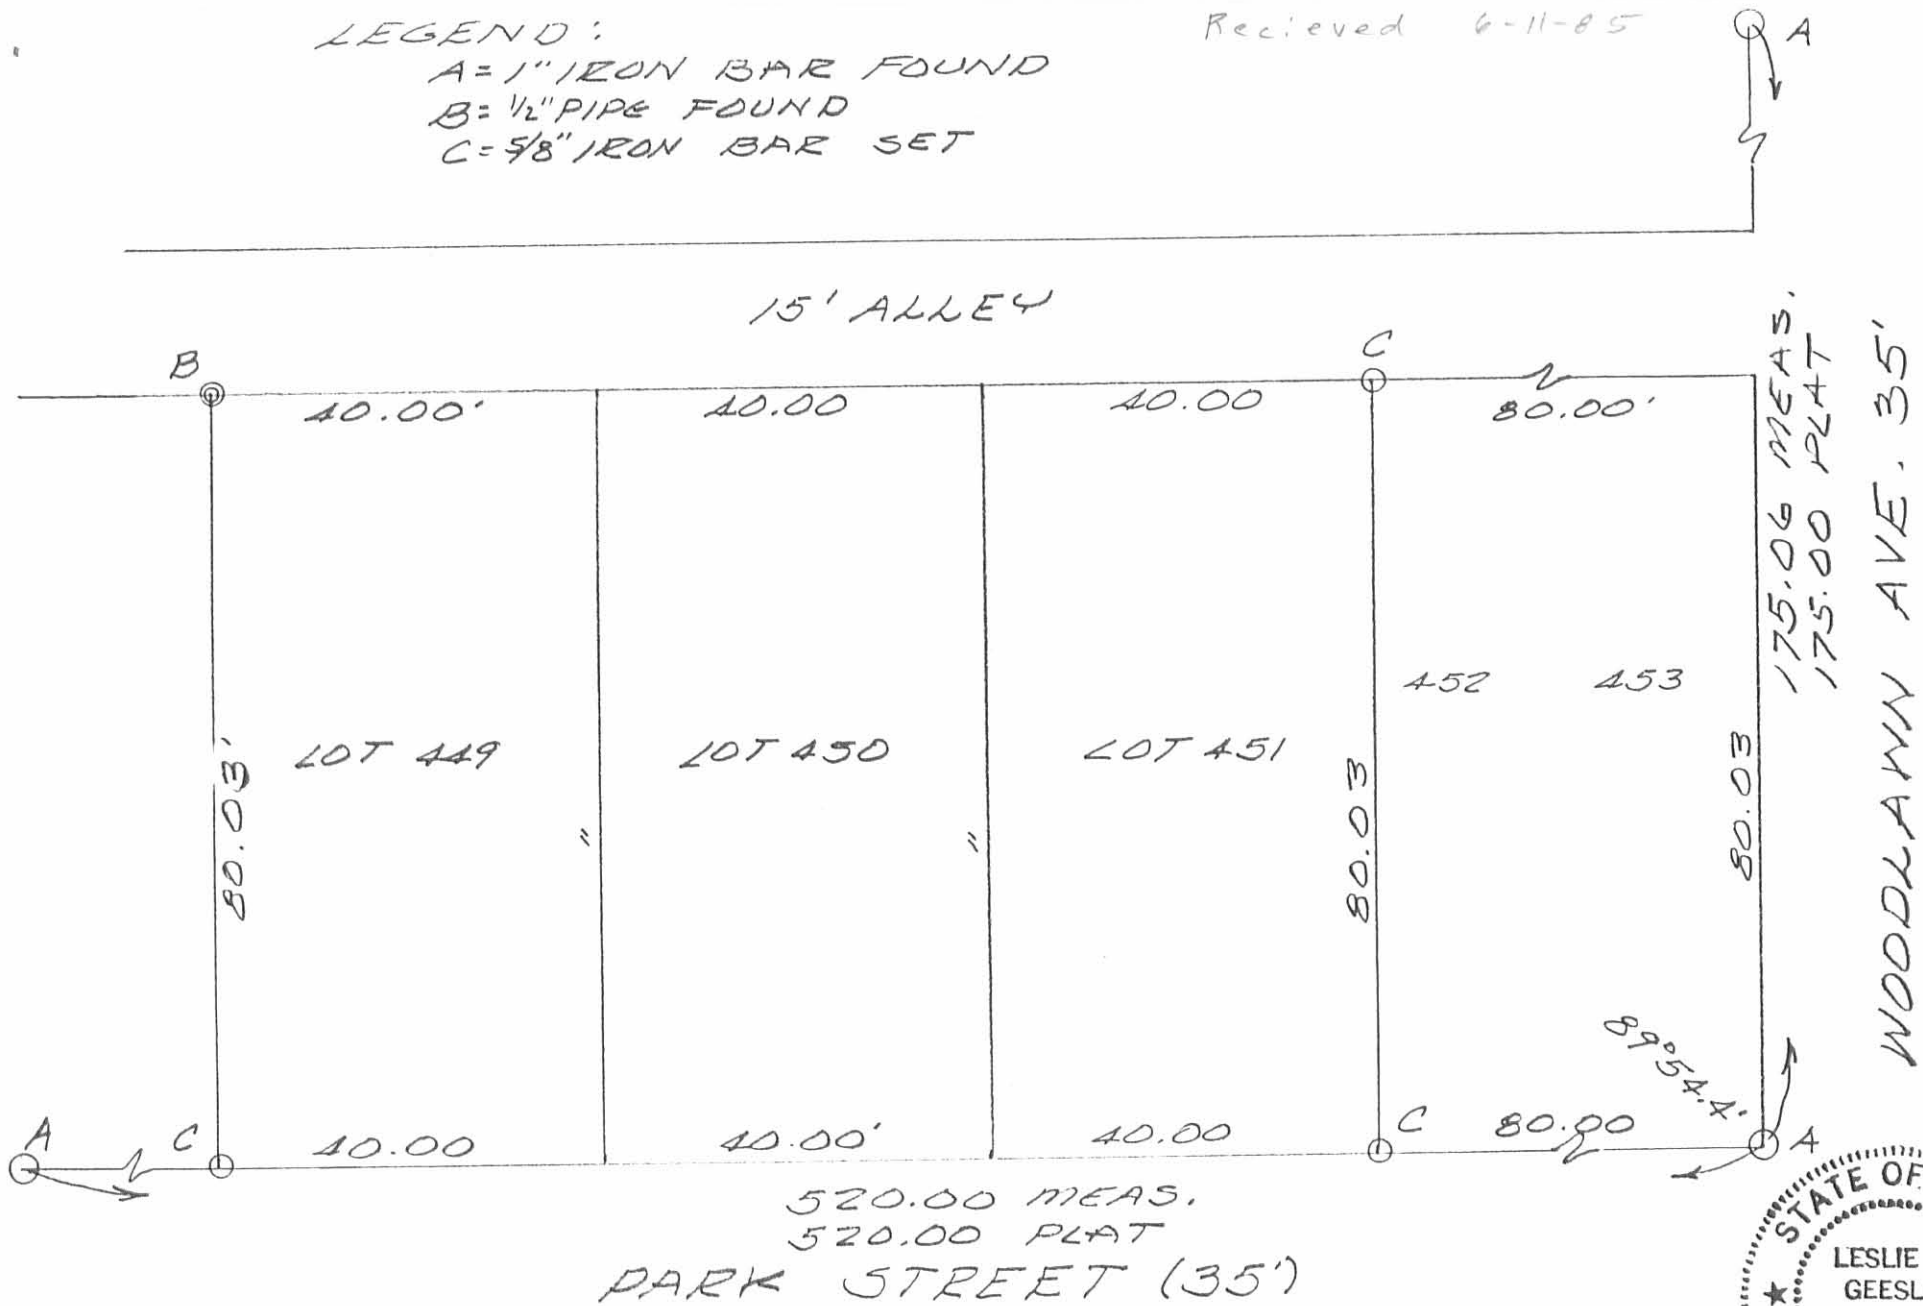 LEGEND:
Recieved 6-11-85
A
A = 1" IRON BAR FOUND
B = 1/2" PIPE FOUND
C = 5/8" IRON BAR SET
15' ALLEY
B
C
40.00'
40.00
40.00
80.00'
175.06 MEAS.
175.00 PLAT
WOODLAWN AVE. 35'
452
453
LOT 449
LOT 450
LOT 451
80.03'
"
"
80.03
80.03
89°54.4'
A
C
40.00
40.00'
40.00
C
80.00
A
520.00 MEAS.
520.00 PLAT
PARK STREET (35')
STATE OF
LESLIE
GEESL